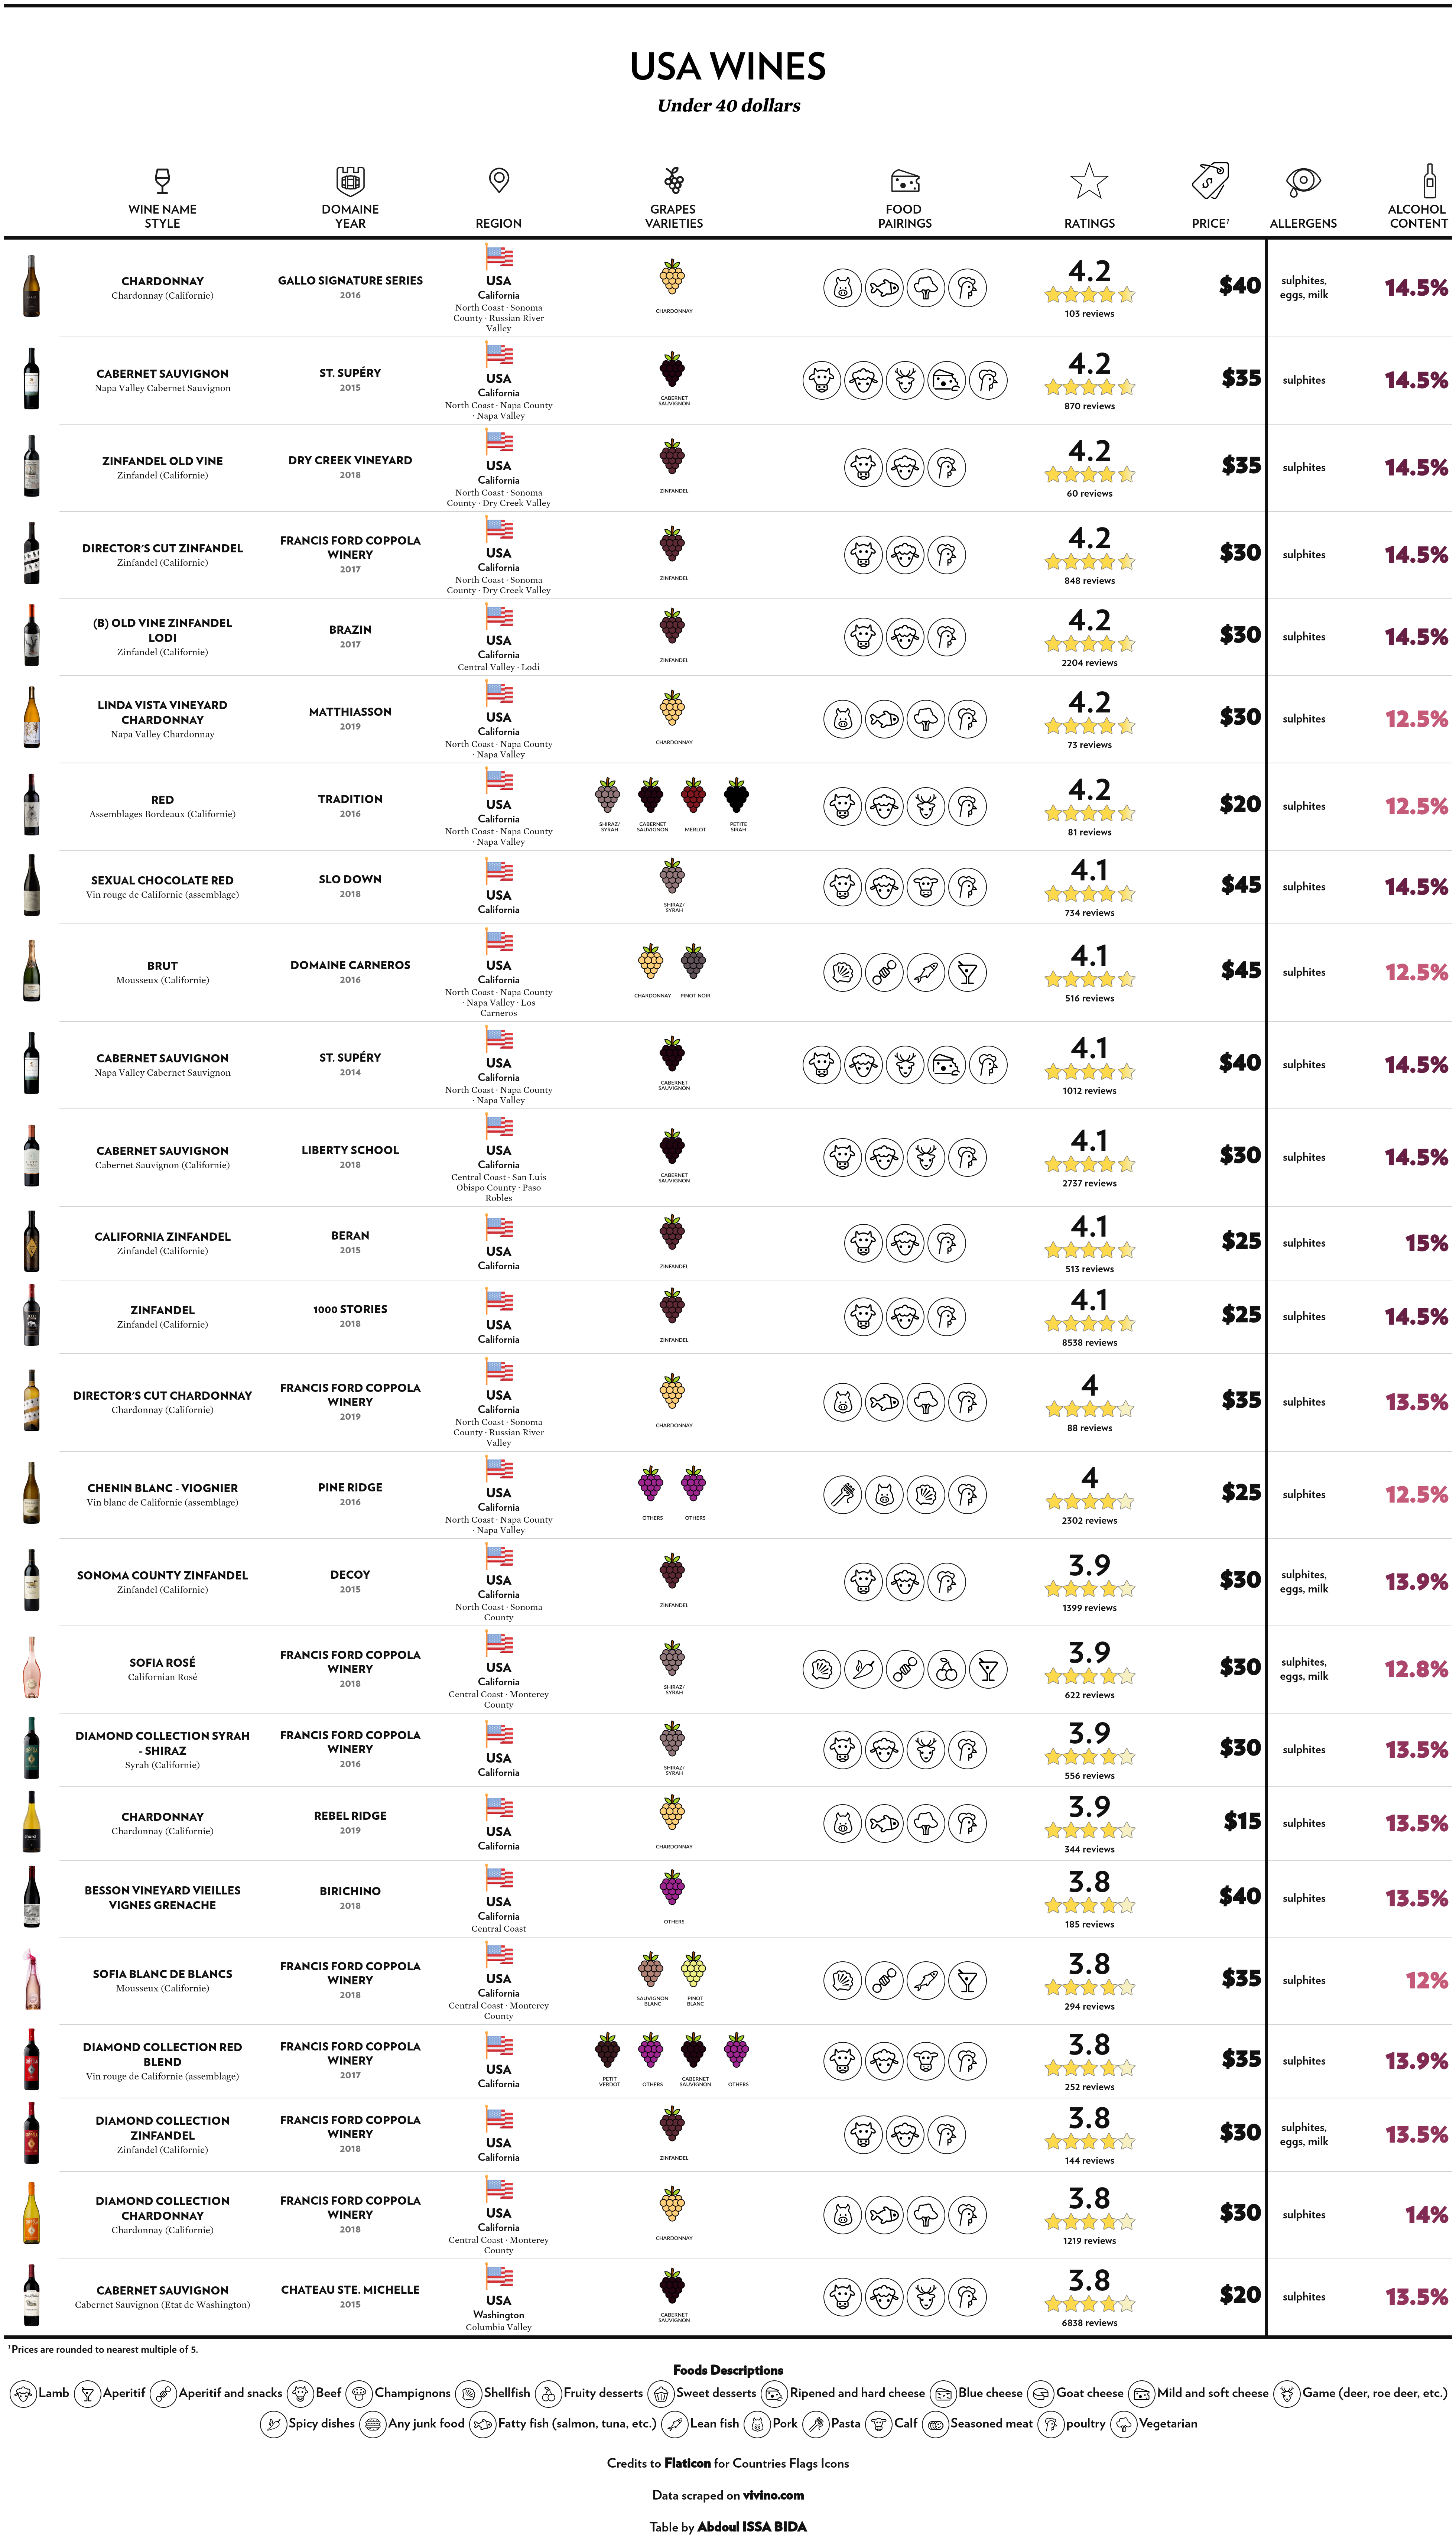 USA WINES
Under 40 dollars
WINE NAME
STYLE
DOMAINE
YEAR
REGION
GRAPES
VARIETIES
FOOD
PAIRINGS
RATINGS
PRICE¹
ALLERGENS
ALCOHOL
CONTENT
CHARDONNAY
Chardonnay (Californie)
GALLO SIGNATURE SERIES
2016
USA
California
North Coast · Sonoma
County · Russian River
Valley
CHARDONNAY
4.2
103 reviews
$40
sulphites,
eggs, milk
14.5%
CABERNET SAUVIGNON
Napa Valley Cabernet Sauvignon
ST. SUPÉRY
2015
USA
California
North Coast · Napa County
· Napa Valley
CABERNET
SAUVIGNON
4.2
870 reviews
$35
sulphites
14.5%
ZINFANDEL OLD VINE
Zinfandel (Californie)
DRY CREEK VINEYARD
2018
USA
California
North Coast · Sonoma
County · Dry Creek Valley
ZINFANDEL
4.2
60 reviews
$35
sulphites
14.5%
DIRECTOR'S CUT ZINFANDEL
Zinfandel (Californie)
FRANCIS FORD COPPOLA
WINERY
2017
USA
California
North Coast · Sonoma
County · Dry Creek Valley
ZINFANDEL
4.2
848 reviews
$30
sulphites
14.5%
(B) OLD VINE ZINFANDEL
LODI
Zinfandel (Californie)
BRAZIN
2017
USA
California
Central Valley · Lodi
ZINFANDEL
4.2
2204 reviews
$30
sulphites
14.5%
LINDA VISTA VINEYARD
CHARDONNAY
Napa Valley Chardonnay
MATTHIASSON
2019
USA
California
North Coast · Napa County
· Napa Valley
CHARDONNAY
4.2
73 reviews
$30
sulphites
12.5%
RED
Assemblages Bordeaux (Californie)
TRADITION
2016
USA
California
North Coast · Napa County
· Napa Valley
SHIRAZ/
SYRAH
CABERNET
SAUVIGNON
MERLOT
PETITE
SIRAH
4.2
81 reviews
$20
sulphites
12.5%
SEXUAL CHOCOLATE RED
Vin rouge de Californie (assemblage)
SLO DOWN
2018
USA
California
SHIRAZ/
SYRAH
4.1
734 reviews
$45
sulphites
14.5%
BRUT
Mousseux (Californie)
DOMAINE CARNEROS
2016
USA
California
North Coast · Napa County
· Napa Valley · Los
Carneros
CHARDONNAY
PINOT NOIR
4.1
516 reviews
$45
sulphites
12.5%
CABERNET SAUVIGNON
Napa Valley Cabernet Sauvignon
ST. SUPÉRY
2014
USA
California
North Coast · Napa County
· Napa Valley
CABERNET
SAUVIGNON
4.1
1012 reviews
$40
sulphites
14.5%
CABERNET SAUVIGNON
Cabernet Sauvignon (Californie)
LIBERTY SCHOOL
2018
USA
California
Central Coast · San Luis
Obispo County · Paso
Robles
CABERNET
SAUVIGNON
4.1
2737 reviews
$30
sulphites
14.5%
CALIFORNIA ZINFANDEL
Zinfandel (Californie)
BERAN
2015
USA
California
ZINFANDEL
4.1
513 reviews
$25
sulphites
15%
ZINFANDEL
Zinfandel (Californie)
1000 STORIES
2018
USA
California
ZINFANDEL
4.1
8538 reviews
$25
sulphites
14.5%
DIRECTOR'S CUT CHARDONNAY
Chardonnay (Californie)
FRANCIS FORD COPPOLA
WINERY
2019
USA
California
North Coast · Sonoma
County · Russian River
Valley
CHARDONNAY
4
88 reviews
$35
sulphites
13.5%
CHENIN BLANC - VIOGNIER
Vin blanc de Californie (assemblage)
PINE RIDGE
2016
USA
California
North Coast · Napa County
· Napa Valley
OTHERS
OTHERS
4
2302 reviews
$25
sulphites
12.5%
SONOMA COUNTY ZINFANDEL
Zinfandel (Californie)
DECOY
2015
USA
California
North Coast · Sonoma
County
ZINFANDEL
3.9
1399 reviews
$30
sulphites,
eggs, milk
13.9%
SOFIA ROSÉ
Californian Rosé
FRANCIS FORD COPPOLA
WINERY
2018
USA
California
Central Coast · Monterey
County
SHIRAZ/
SYRAH
3.9
622 reviews
$30
sulphites,
eggs, milk
12.8%
DIAMOND COLLECTION SYRAH
- SHIRAZ
Syrah (Californie)
FRANCIS FORD COPPOLA
WINERY
2016
USA
California
SHIRAZ/
SYRAH
3.9
556 reviews
$30
sulphites
13.5%
CHARDONNAY
Chardonnay (Californie)
REBEL RIDGE
2019
USA
California
CHARDONNAY
3.9
344 reviews
$15
sulphites
13.5%
BESSON VINEYARD VIEILLES
VIGNES GRENACHE
BIRICHINO
2018
USA
California
Central Coast
OTHERS
3.8
185 reviews
$40
sulphites
13.5%
SOFIA BLANC DE BLANCS
Mousseux (Californie)
FRANCIS FORD COPPOLA
WINERY
2018
USA
California
Central Coast · Monterey
County
SAUVIGNON
BLANC
PINOT
BLANC
3.8
294 reviews
$35
sulphites
12%
DIAMOND COLLECTION RED
BLEND
Vin rouge de Californie (assemblage)
FRANCIS FORD COPPOLA
WINERY
2017
USA
California
PETIT
VERDOT
OTHERS
CABERNET
SAUVIGNON
OTHERS
3.8
252 reviews
$35
sulphites
13.9%
DIAMOND COLLECTION
ZINFANDEL
Zinfandel (Californie)
FRANCIS FORD COPPOLA
WINERY
2018
USA
California
ZINFANDEL
3.8
144 reviews
$30
sulphites,
eggs, milk
13.5%
DIAMOND COLLECTION
CHARDONNAY
Chardonnay (Californie)
FRANCIS FORD COPPOLA
WINERY
2018
USA
California
Central Coast · Monterey
County
CHARDONNAY
3.8
1219 reviews
$30
sulphites
14%
CABERNET SAUVIGNON
Cabernet Sauvignon (Etat de Washington)
CHATEAU STE. MICHELLE
2015
USA
Washington
Columbia Valley
CABERNET
SAUVIGNON
3.8
6838 reviews
$20
sulphites
13.5%
¹Prices are rounded to nearest multiple of 5.
Foods Descriptions
Lamb Aperitif Aperitif and snacks Beef Champignons Shellfish Fruity desserts Sweet desserts Ripened and hard cheese Blue cheese Goat cheese Mild and soft cheese Game (deer, roe deer, etc.)
Spicy dishes Any junk food Fatty fish (salmon, tuna, etc.) Lean fish Pork Pasta Calf Seasoned meat poultry Vegetarian
Credits to Flaticon for Countries Flags Icons
Data scraped on vivino.com
Table by Abdoul ISSA BIDA